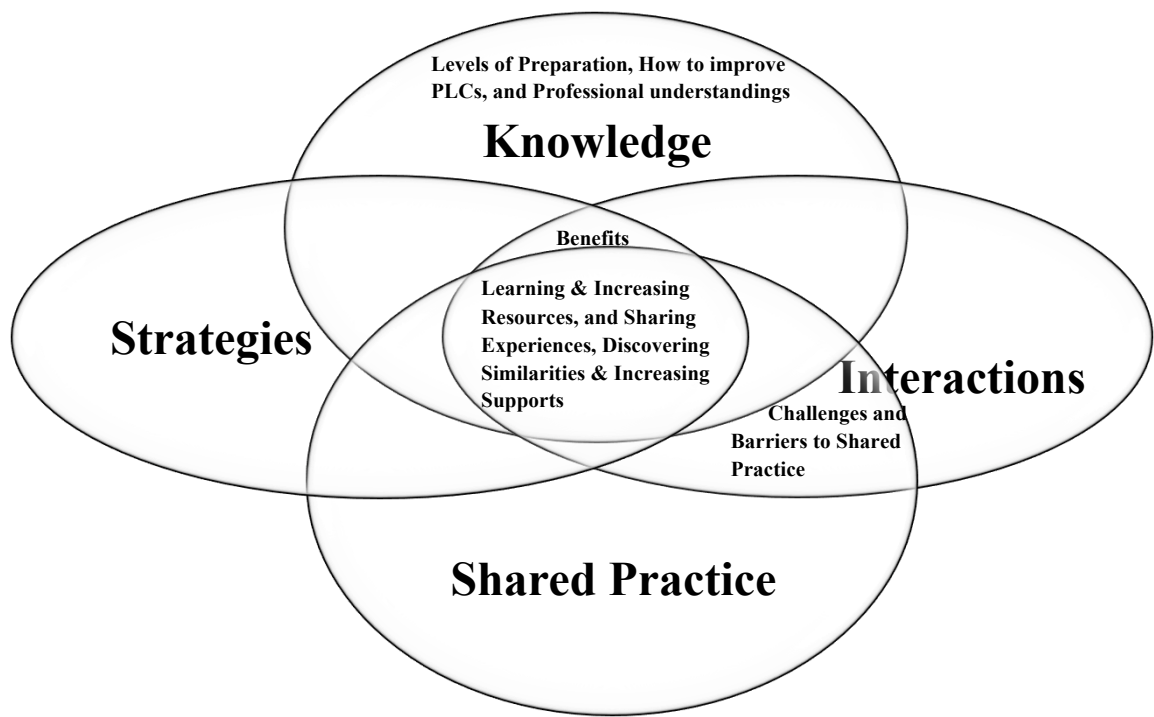 Levels of Preparation, How to improve
PLCs, and Professional understandings
Knowledge
Benefits
Learning & Increasing
Resources, and Sharing
Experiences, Discovering
Similarities & Increasing
Supports
Strategies
Interactions
Challenges and
Barriers to Shared
Practice
Shared Practice